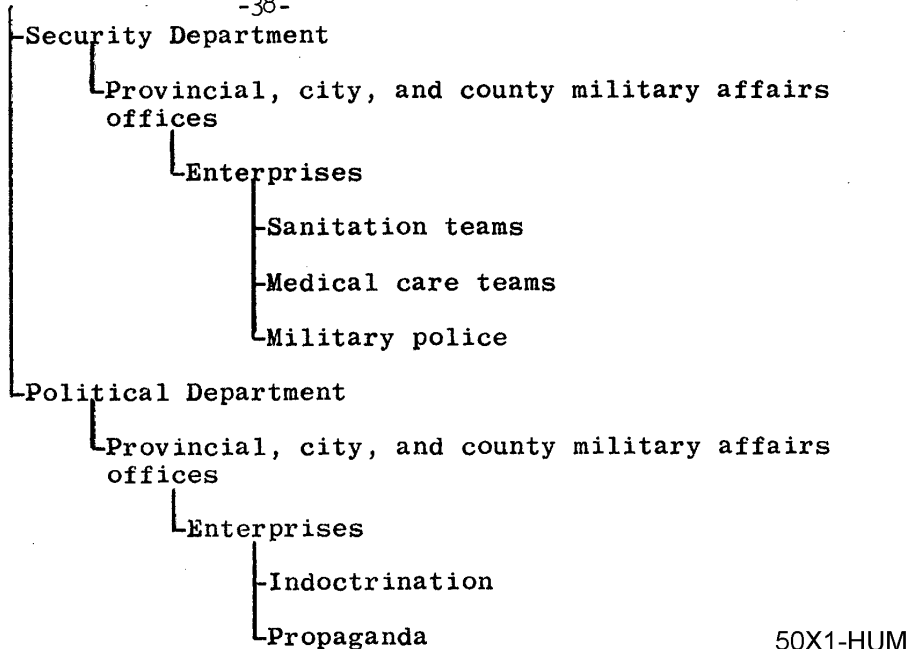 -38-
Security Department
Provincial, city, and county military affairs
offices
Enterprises
Sanitation teams
Medical care teams
Military police
Political Department
Provincial, city, and county military affairs
offices
Enterprises
Indoctrination
Propaganda
50X1-HUM